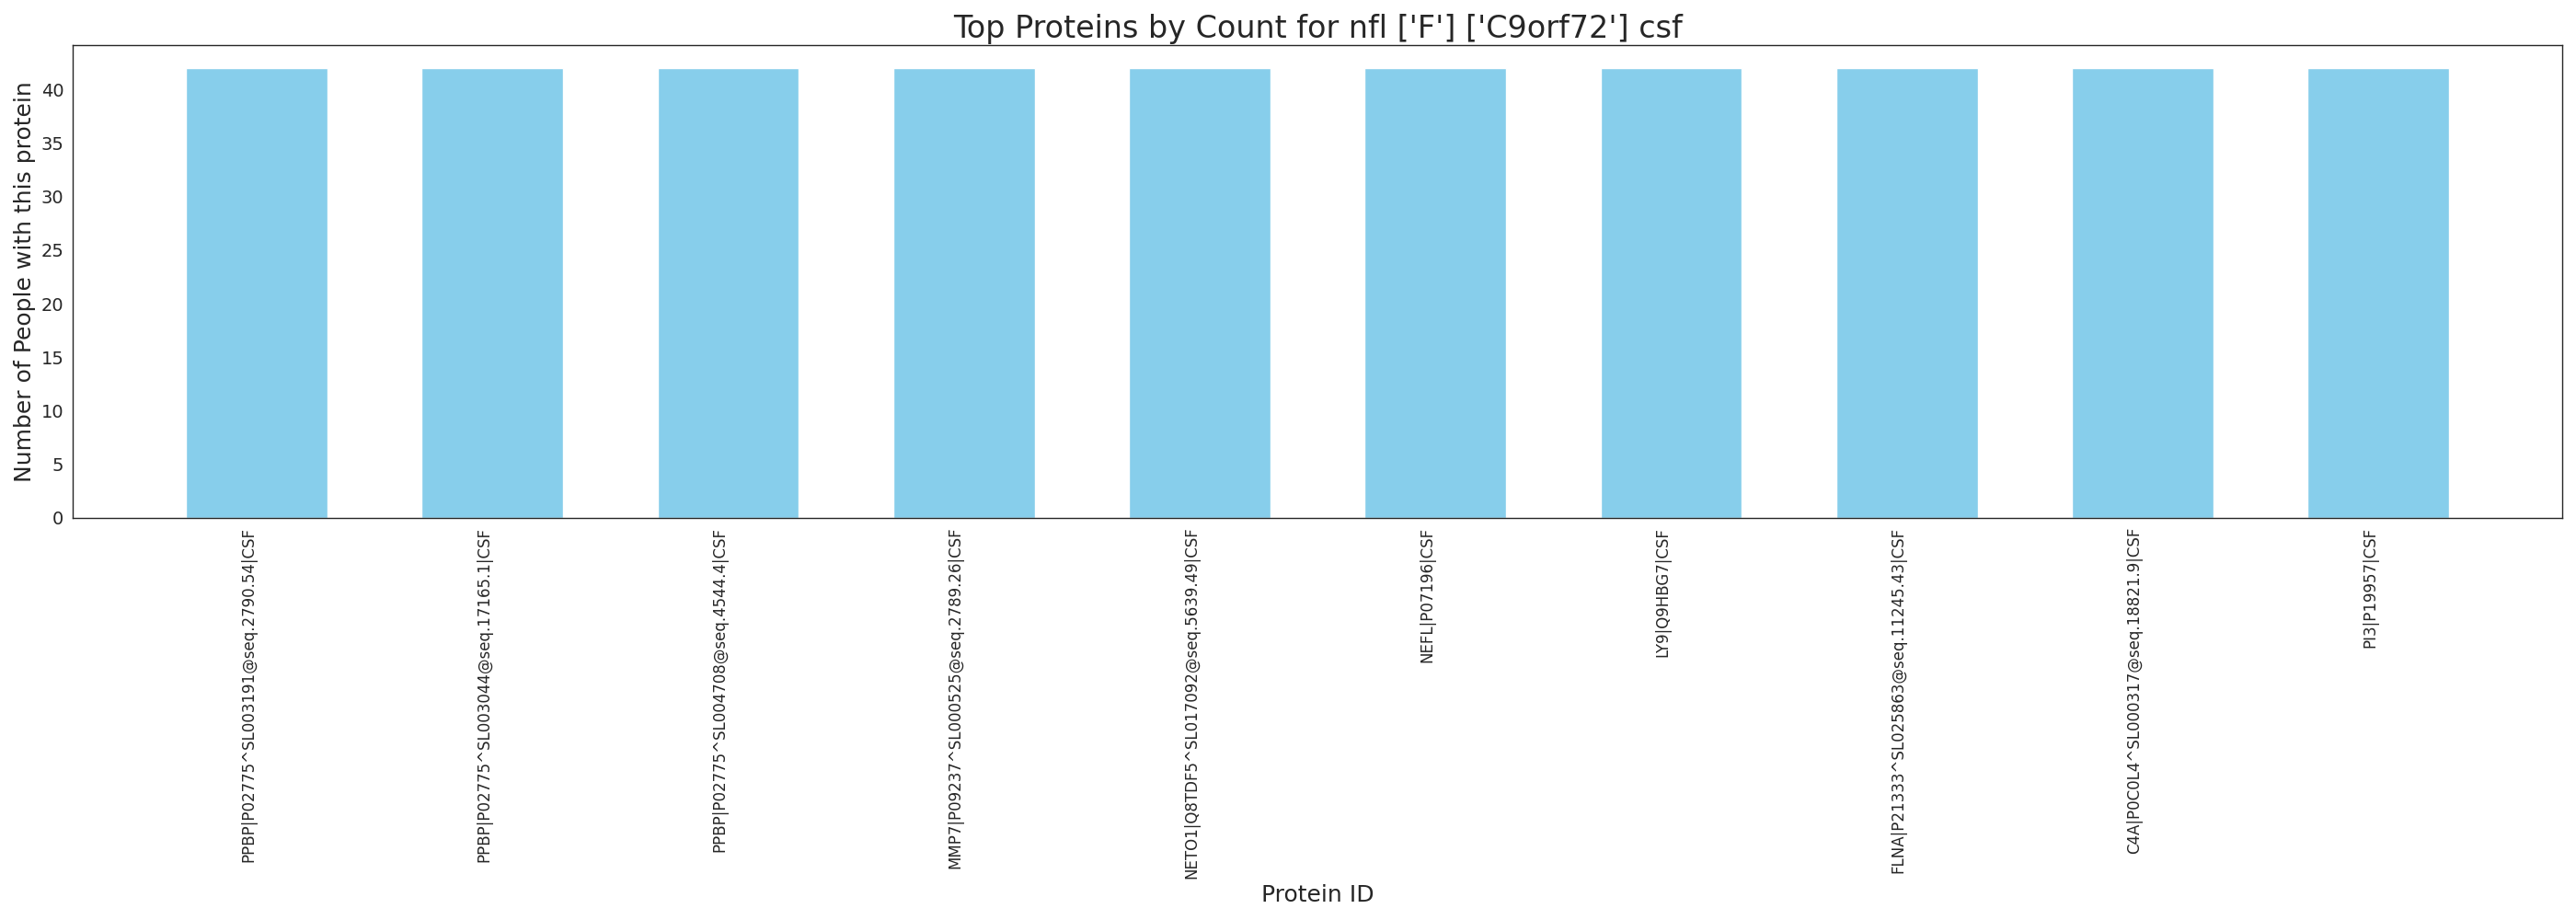 Top Proteins by Count for nfl ['F'] ['C9orf72'] csf
Number of People with this protein
40
35
30
25
20
15
10
5
0
PPBP|P02775^SL003191@seq.2790.54|CSF
PPBP|P02775^SL003044@seq.17165.1|CSF
PPBP|P02775^SL004708@seq.4544.4|CSF
MMP7|P09237^SL000525@seq.2789.26|CSF
NETO1|Q8TDF5^SL017092@seq.5639.49|CSF
NEFL|P07196|CSF
LY9|Q9HBG7|CSF
FLNA|P21333^SL025863@seq.11245.43|CSF
C4A|P0C0L4^SL000317@seq.18821.9|CSF
PI3|P19957|CSF
Protein ID